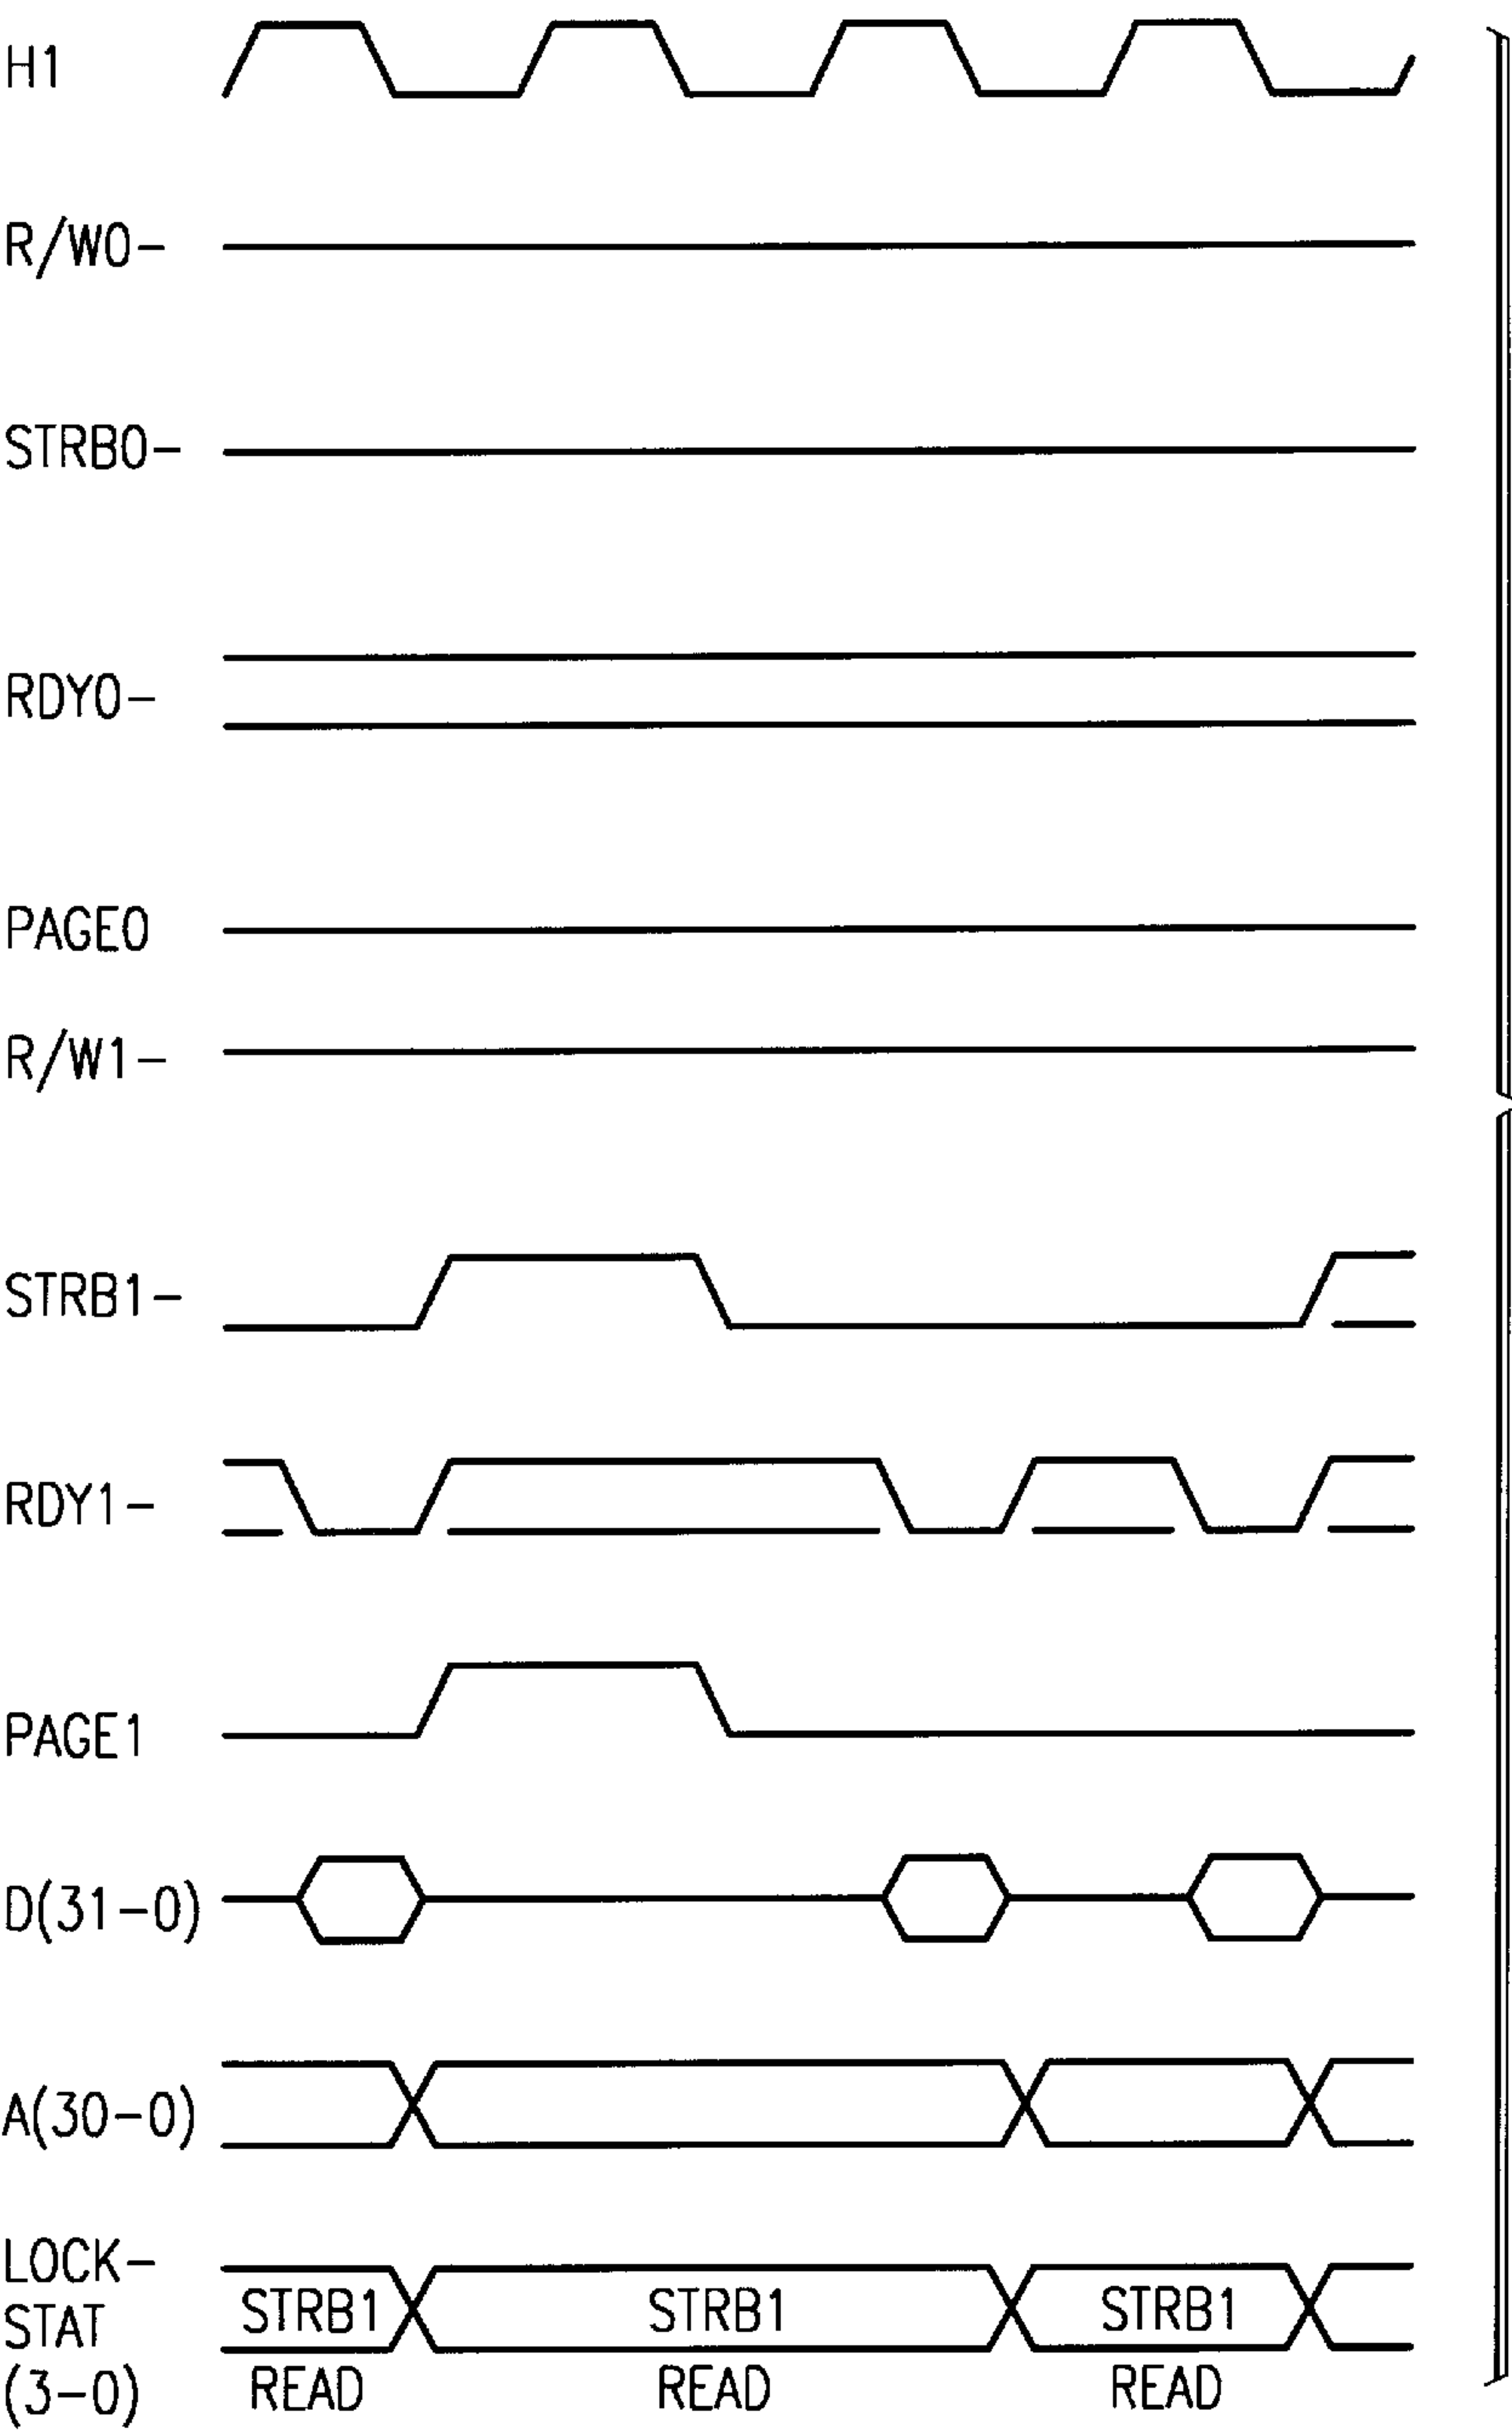 H1
R/W0-
STRB0-
RDY0-
PAGE0
R/W1-
STRB1-
RDY1-
PAGE1
D(31-0)
A(30-0)
LOCK-
STAT
(3-0)
STRB1 STRB1 STRB1
READ READ READ